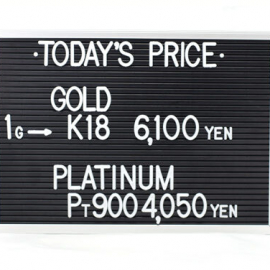 ·TODAY'S PRICE·
GOLD
1G→K18 6,100 YEN
PLATINUM
PT900 4,050 YEN